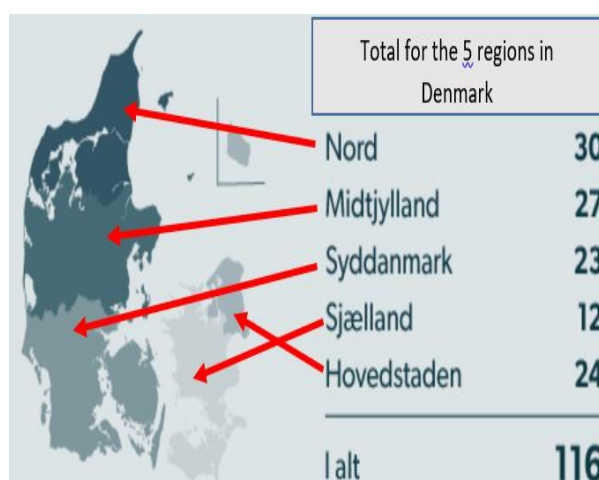 Total for the 5 regions in
Denmark
Nord 30
Midtjylland 27
Syddanmark 23
Sjælland 12
Hovedstaden 24
I alt 116